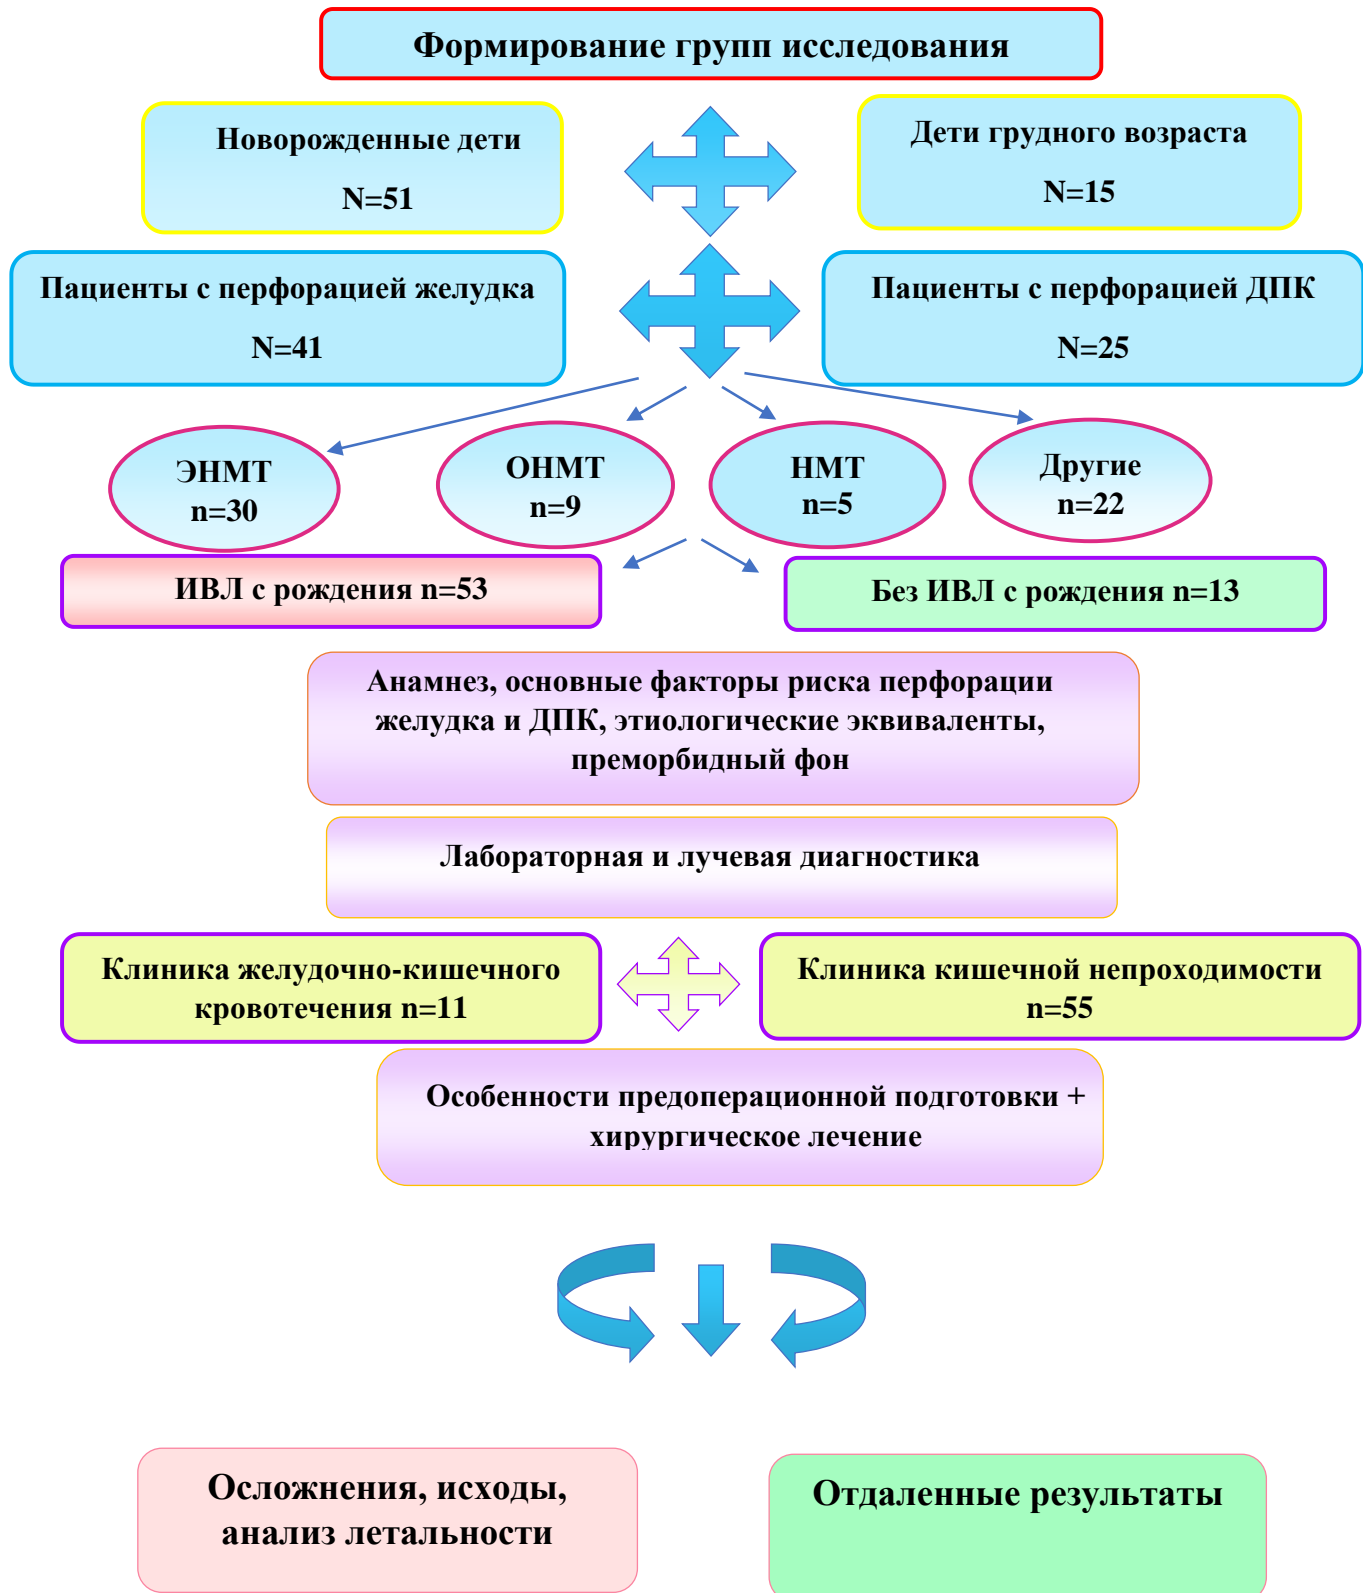 Формирование групп исследования
Новорожденные дети
N=51
Дети грудного возраста
N=15
Пациенты с перфорацией желудка
N=41
Пациенты с перфорацией ДПК
N=25
ЭНМТ
n=30
ОНМТ
n=9
НМТ
n=5
Другие
n=22
ИВЛ с рождения n=53
Без ИВЛ с рождения n=13
Анамнез, основные факторы риска перфорации
желудка и ДПК, этиологические эквиваленты,
преморбидный фон
Лабораторная и лучевая диагностика
Клиника желудочно-кишечного
кровотечения n=11
Клиника кишечной непроходимости
n=55
Особенности предоперационной подготовки +
хирургическое лечение
Осложнения, исходы,
анализ летальности
Отдаленные результаты